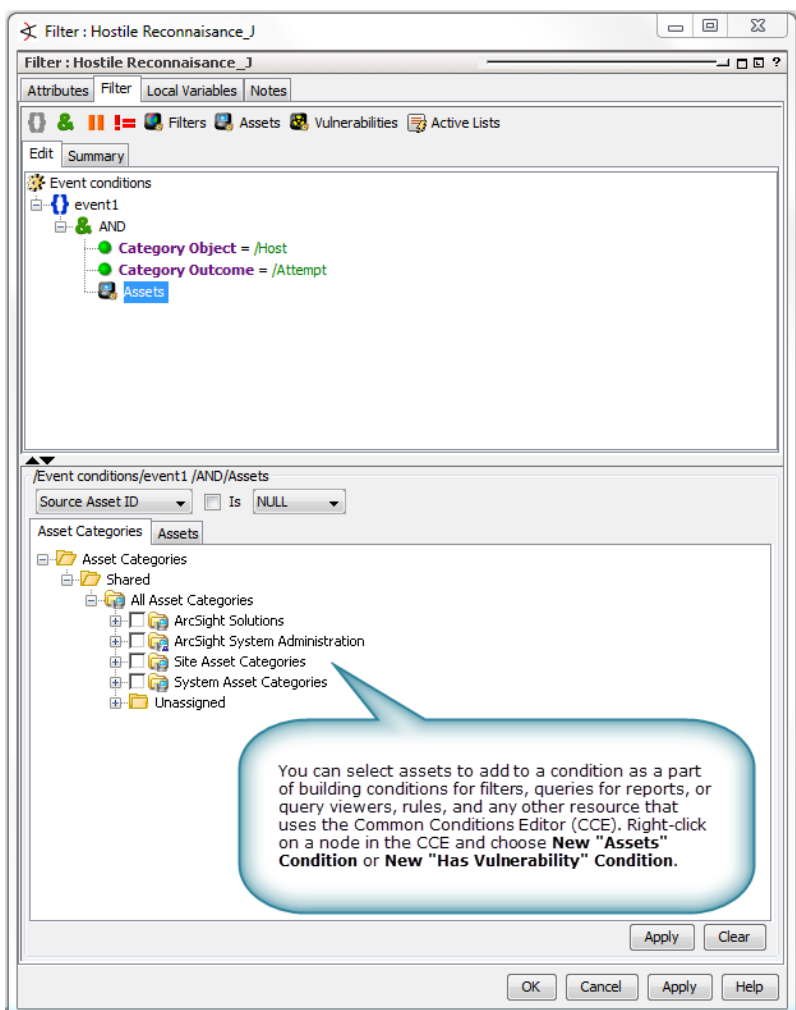 Filter : Hostile Reconnaisance_J
Filter : Hostile Reconnaisance_J ?
Attributes Filter Local Variables Notes
{} & || != Filters Assets Vulnerabilities Active Lists
Edit Summary
Event conditions
{} event1
& AND
Category Object = /Host
Category Outcome = /Attempt
Assets
/Event conditions/event1 /AND/Assets
Source Asset ID Is NULL
Asset Categories Assets
Asset Categories
Shared
All Asset Categories
ArcSight Solutions
ArcSight System Administration
Site Asset Categories
System Asset Categories
Unassigned
You can select assets to add to a condition as a part
of building conditions for filters, queries for reports, or
query viewers, rules, and any other resource that
uses the Common Conditions Editor (CCE). Right-click
on a node in the CCE and choose New "Assets"
Condition or New "Has Vulnerability" Condition.
Apply Clear
OK Cancel Apply Help